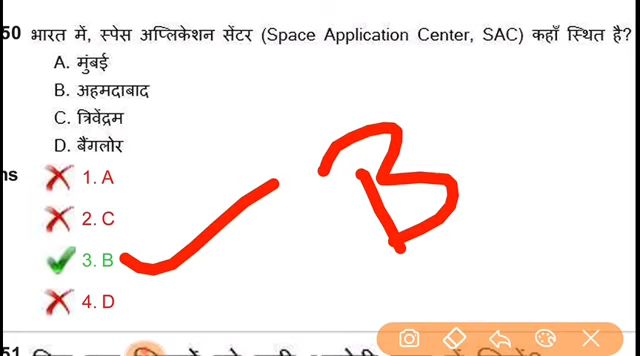 50 भारत में, स्पेस अप्लिकेशन सेंटर (Space Application Center, SAC) कहाँ स्थित है?
A. मुंबई
B. अहमदाबाद
C. त्रिवेंद्रम
D. बैंगलोर
ns 1. A
2. C
3. B
4. D
B
51